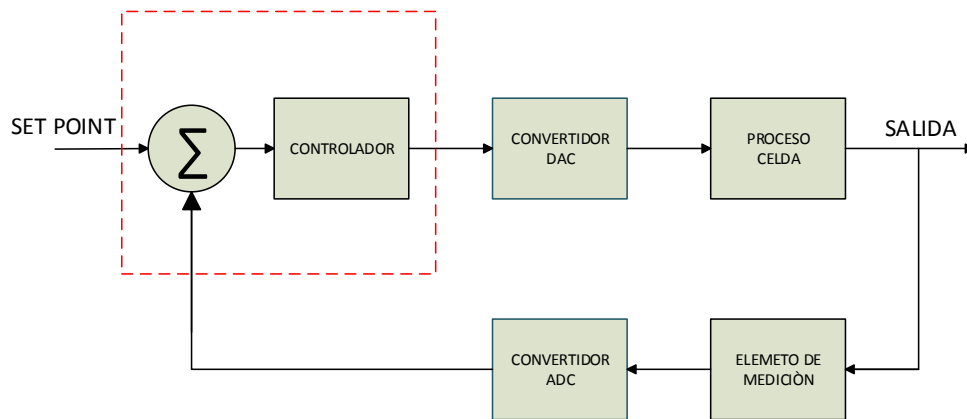 SET POINT
∑
CONTROLADOR
CONVERTIDOR
DAC
PROCESO
CELDA
SALIDA
CONVERTIDOR
ADC
ELEMETO DE
MEDICIÒN